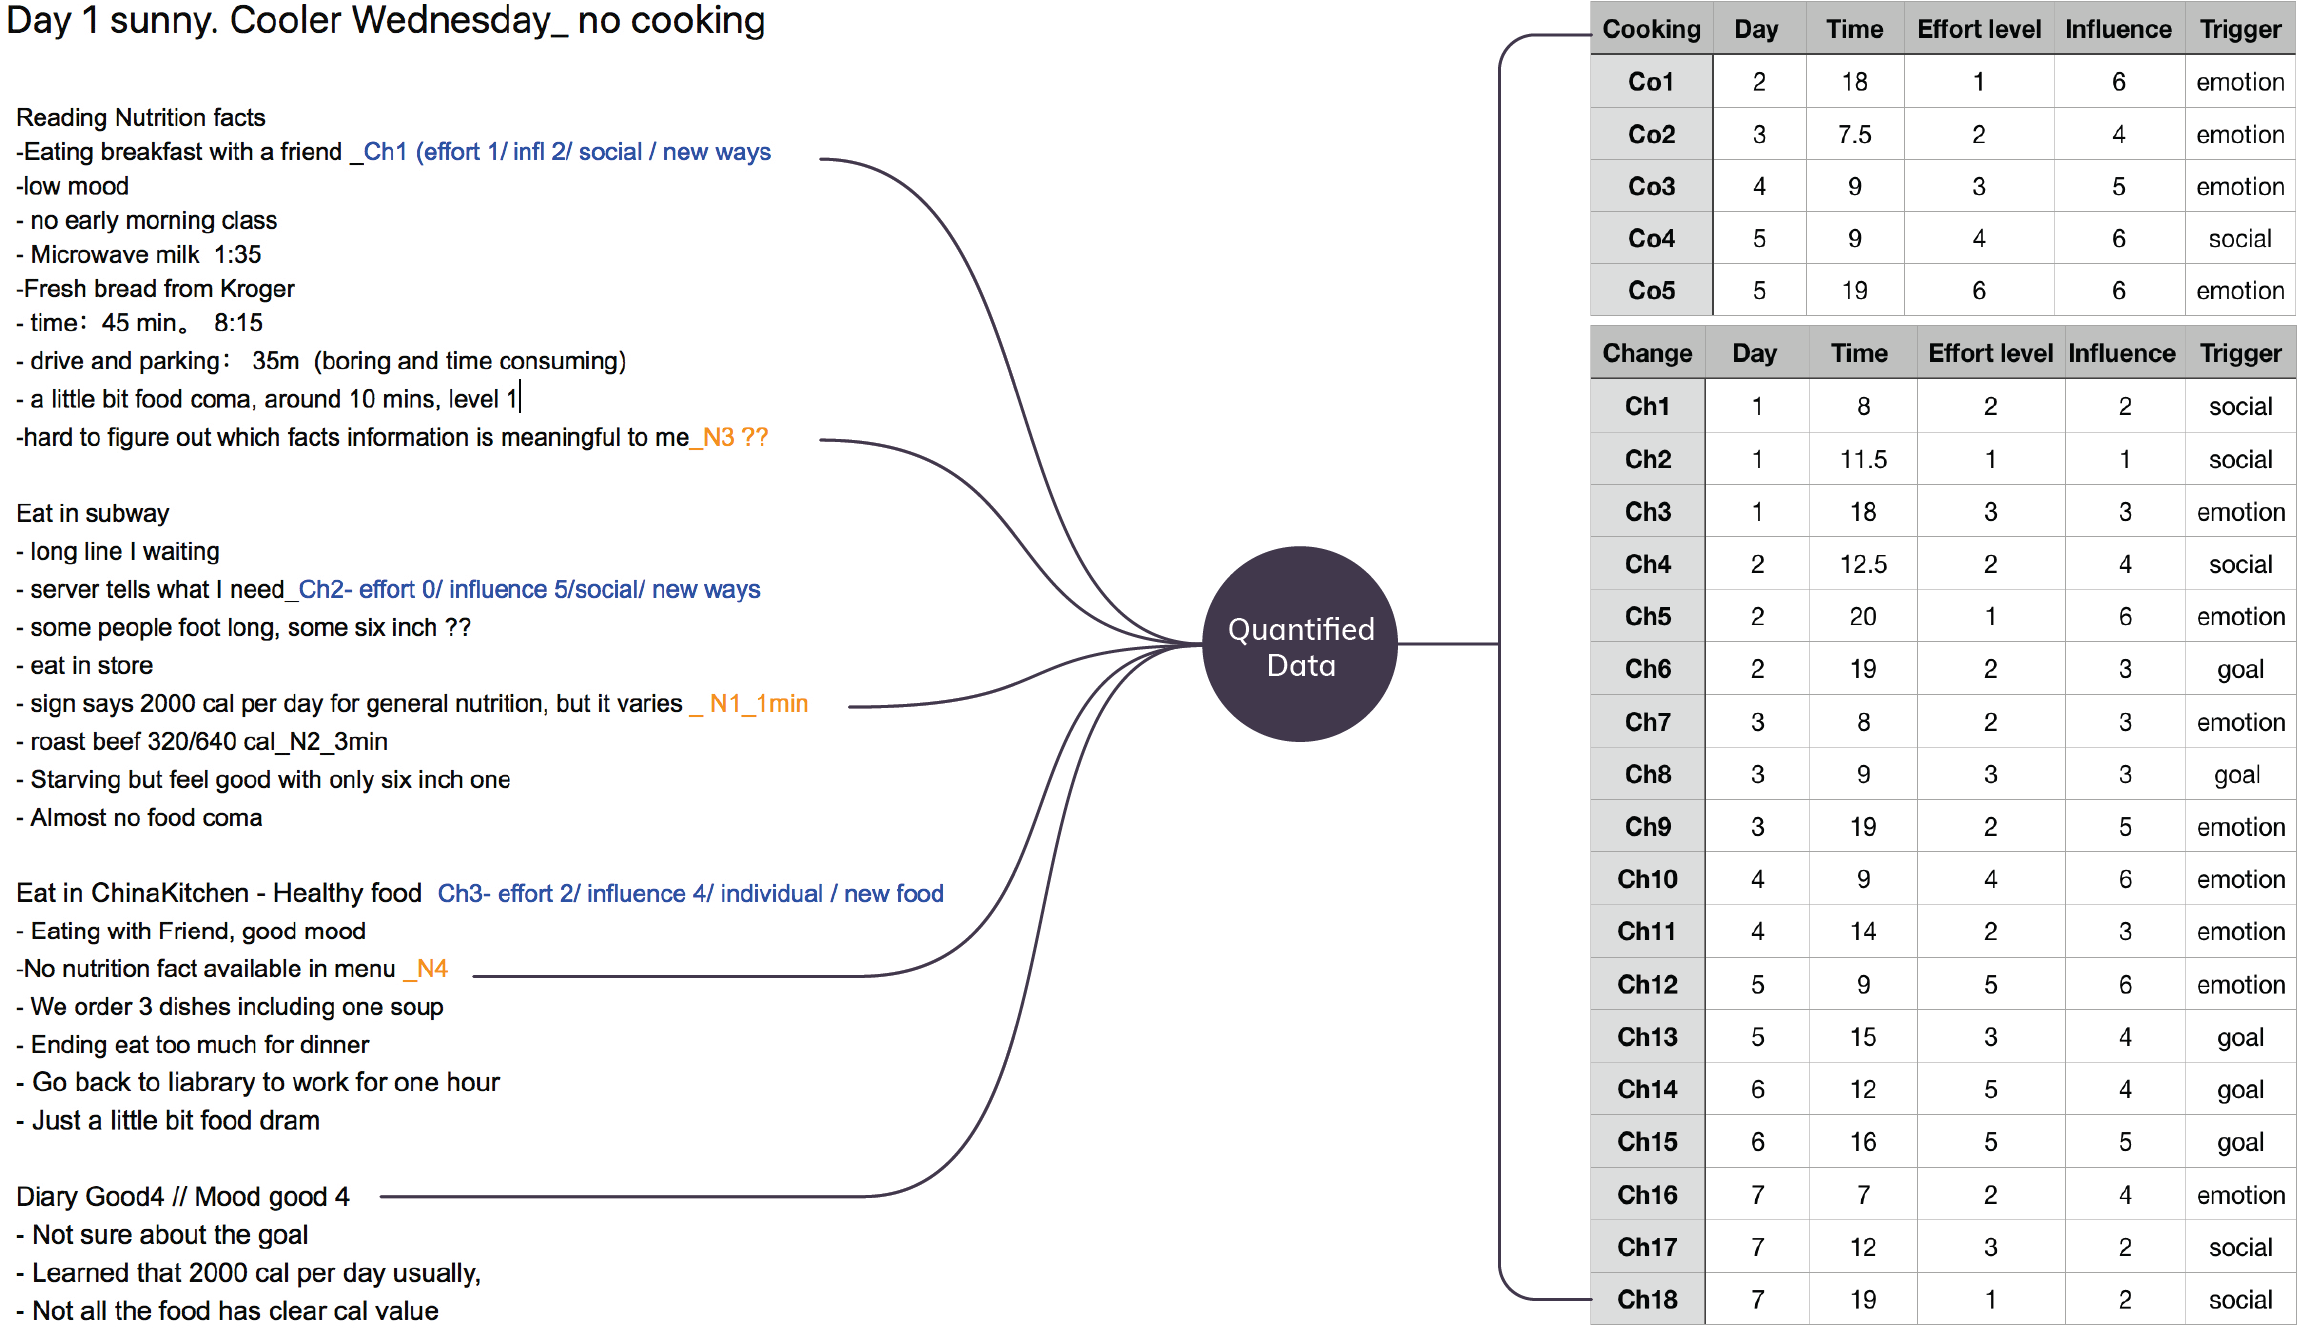 Day 1 sunny. Cooler Wednesday_ no cooking
Reading Nutrition facts
-Eating breakfast with a friend _Ch1 (effort 1/ infl 2/ social / new ways
-low mood
- no early morning class
- Microwave milk  1:35
-Fresh bread from Kroger
- time：45 min。 8:15
- drive and parking： 35m  (boring and time consuming)
- a little bit food coma, around 10 mins, level 1
-hard to figure out which facts information is meaningful to me_N3 ??
Eat in subway
- long line I waiting
- server tells what I need_Ch2- effort 0/ influence 5/social/ new ways
- some people foot long, some six inch ??
- eat in store
- sign says 2000 cal per day for general nutrition, but it varies _ N1_1min
- roast beef 320/640 cal_N2_3min
- Starving but feel good with only six inch one
- Almost no food coma
Eat in ChinaKitchen - Healthy food  Ch3- effort 2/ influence 4/ individual / new food
- Eating with Friend, good mood
-No nutrition fact available in menu _N4
- We order 3 dishes including one soup
- Ending eat too much for dinner
- Go back to liabrary to work for one hour
- Just a little bit food dram
Diary Good4 // Mood good 4
- Not sure about the goal
- Learned that 2000 cal per day usually,
- Not all the food has clear cal value
Quantified
Data
Cooking Day Time Effort level Influence Trigger
Co1 2 18 1 6 emotion
Co2 3 7.5 2 4 emotion
Co3 4 9 3 5 emotion
Co4 5 9 4 6 social
Co5 5 19 6 6 emotion
Change Day Time Effort level Influence Trigger
Ch1 1 8 2 2 social
Ch2 1 11.5 1 1 social
Ch3 1 18 3 3 emotion
Ch4 2 12.5 2 4 social
Ch5 2 20 1 6 emotion
Ch6 2 19 2 3 goal
Ch7 3 8 2 3 emotion
Ch8 3 9 3 3 goal
Ch9 3 19 2 5 emotion
Ch10 4 9 4 6 emotion
Ch11 4 14 2 3 emotion
Ch12 5 9 5 6 emotion
Ch13 5 15 3 4 goal
Ch14 6 12 5 4 goal
Ch15 6 16 5 5 goal
Ch16 7 7 2 4 emotion
Ch17 7 12 3 2 social
Ch18 7 19 1 2 social